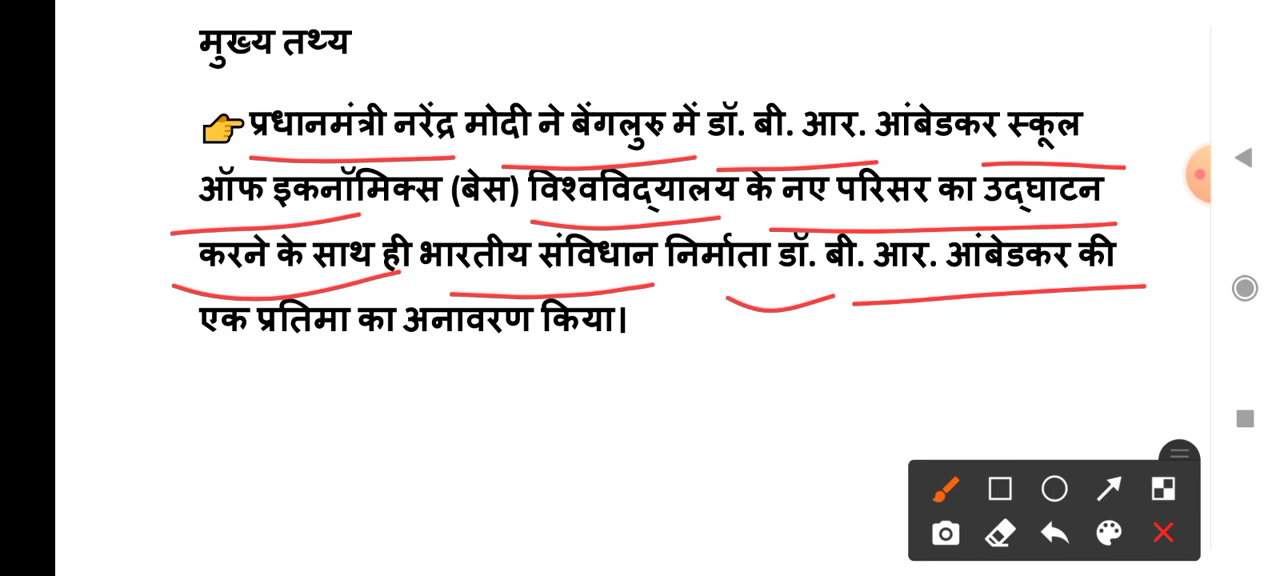 मुख्य तथ्य
👉प्रधानमंत्री नरेंद्र मोदी ने बेंगलुरु में डॉ. बी. आर. आंबेडकर स्कूल
ऑफ इकनॉमिक्स (बेस) विश्वविद्यालय के नए परिसर का उद्घाटन
करने के साथ ही भारतीय संविधान निर्माता डॉ. बी. आर. आंबेडकर की
एक प्रतिमा का अनावरण किया।